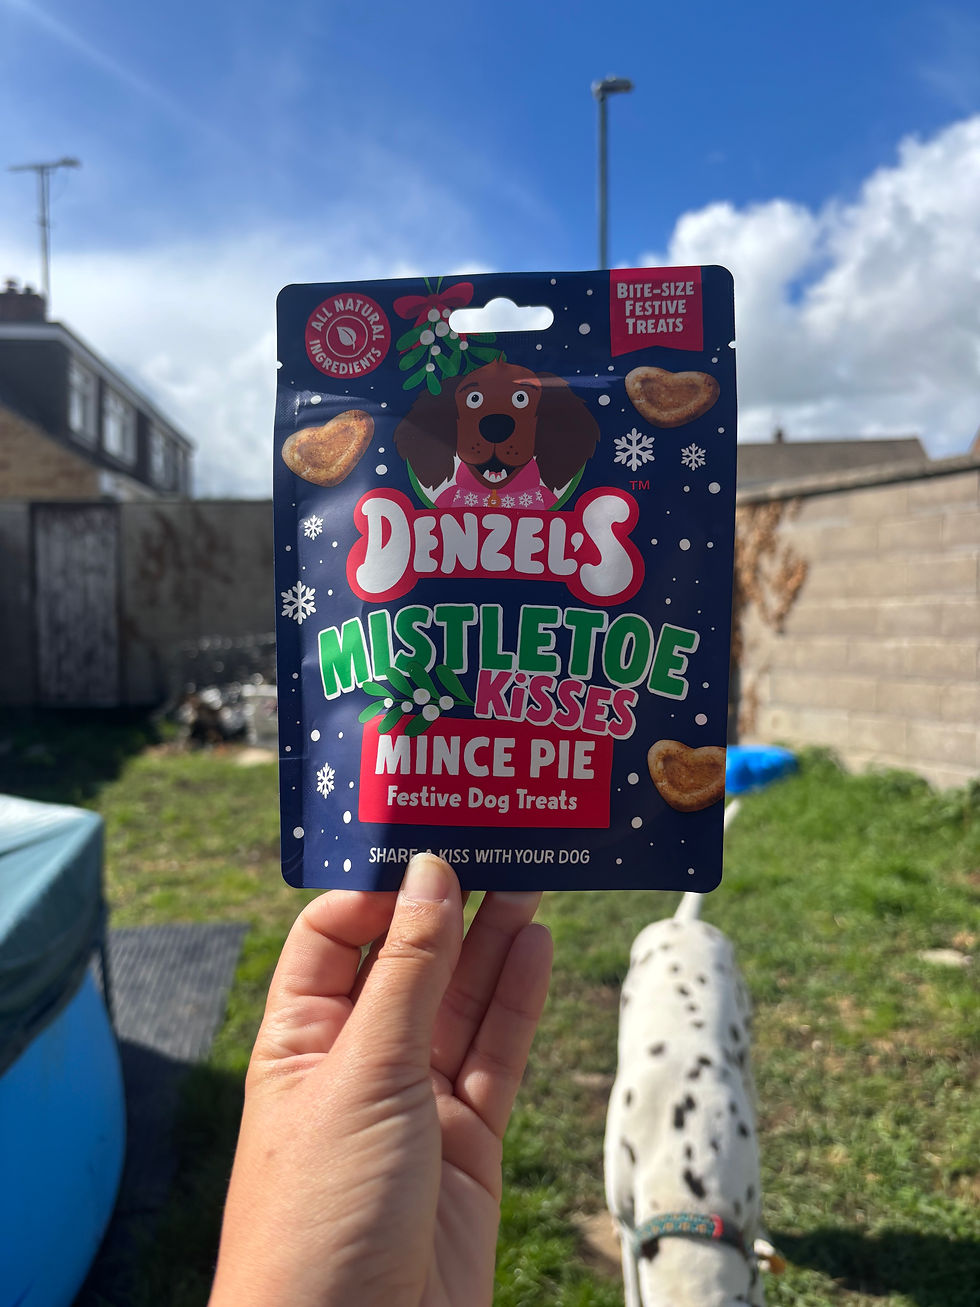 ALL NATURAL
INGREDIENTS
BITE-SIZE
FESTIVE
TREATS
DENZEL'S™
MISTLETOE
KiSSES
MINCE PIE
Festive Dog Treats
SHARE A KISS WITH YOUR DOG